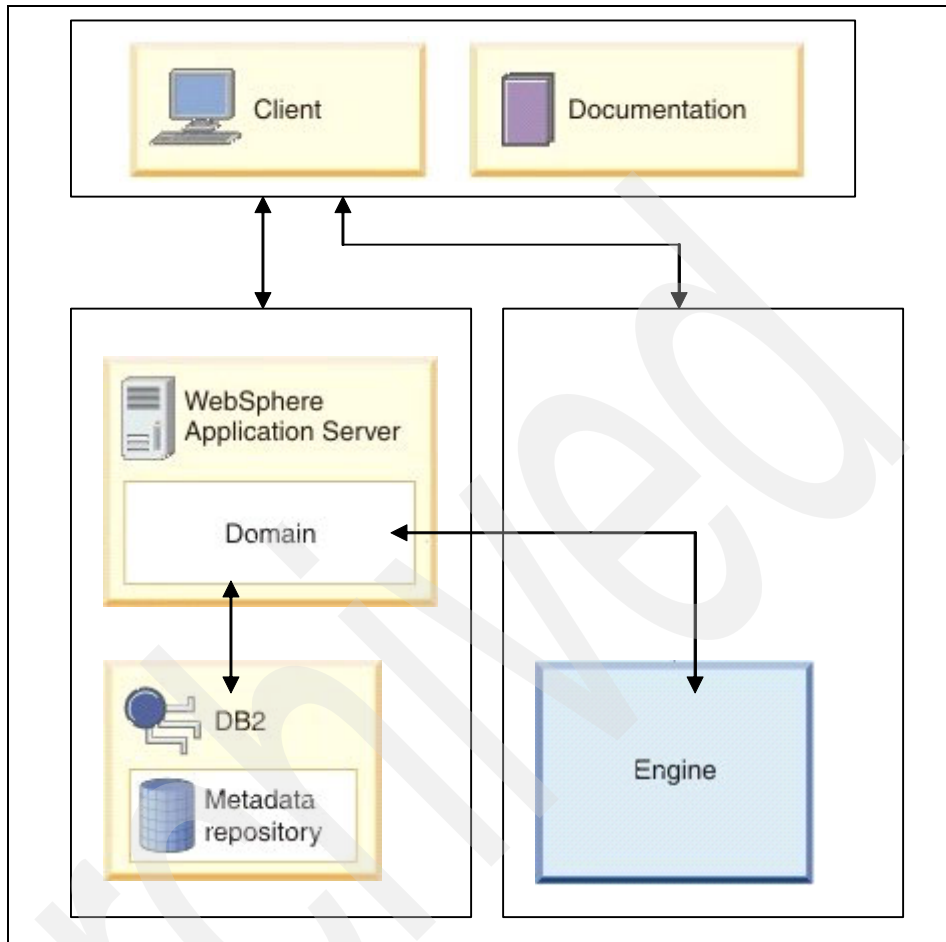 Client
Documentation
WebSphere
Application Server
Domain
DB2
Metadata
repository
Engine